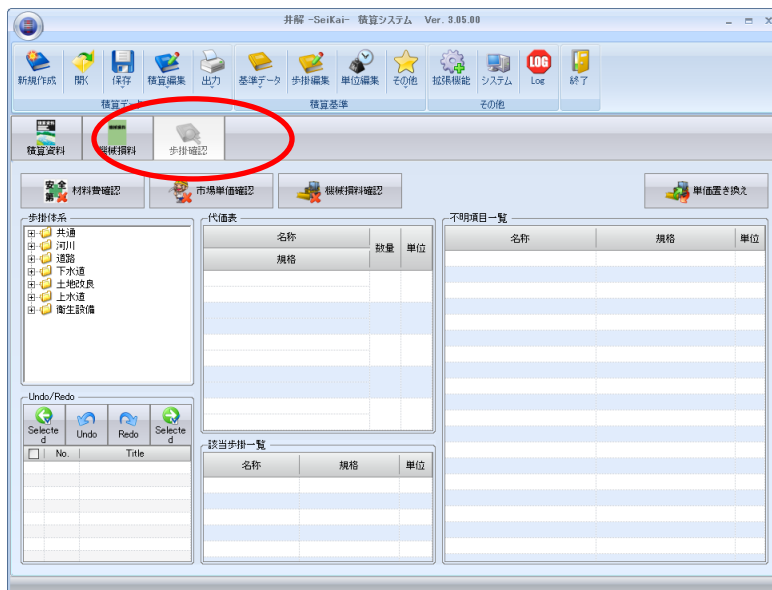 井解 -SeiKai- 積算システム Ver. 3.05.00
新規作成 開く 保存 積算編集 出力 基準データ 歩掛編集 単位編集 その他 拡張機能 システム Log 終了
LOG
積算データ 積算基準 その他
積算資料 機械損料 歩掛確認
安全第一 材料費確認 市場単価確認 機械損料確認 単価置き換え
歩掛体系
共通
河川
道路
下水道
土地改良
上水道
衛生設備
代価表
名称 数量 単位
規格
不明項目一覧
名称 規格 単位
Undo/Redo
Selected Undo Redo Selected
No. Title
該当歩掛一覧
名称 規格 単位